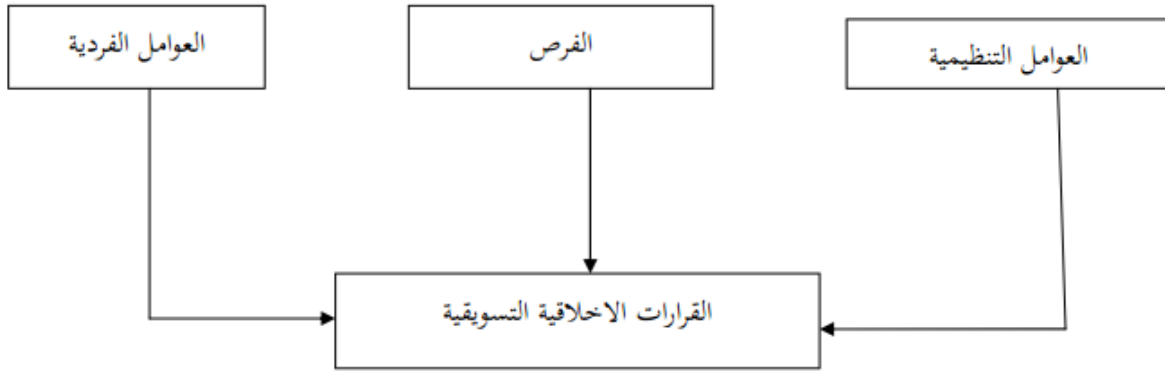 العوامل التنظيمية
الفرص
العوامل الفردية
القرارات الاخلاقية التسويقية